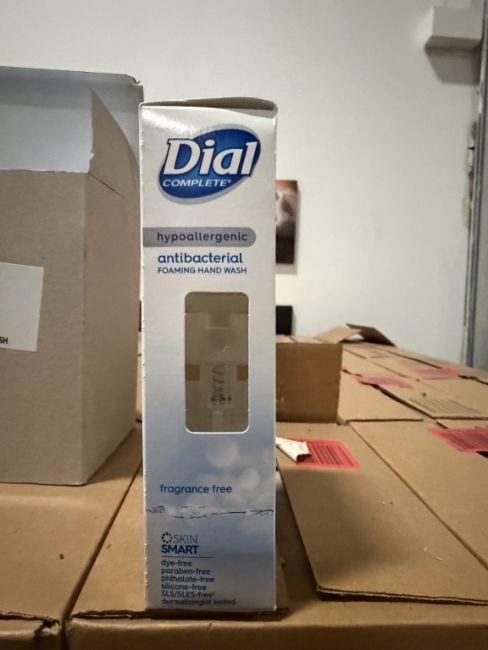 Dial
COMPLETE®
hypoallergenic
antibacterial
FOAMING HAND WASH
fragrance free
SKIN
SMART
dye-free
paraben-free
phthalate-free
silicone-free
SLS/SLES-free*
dermatologist tested
SH